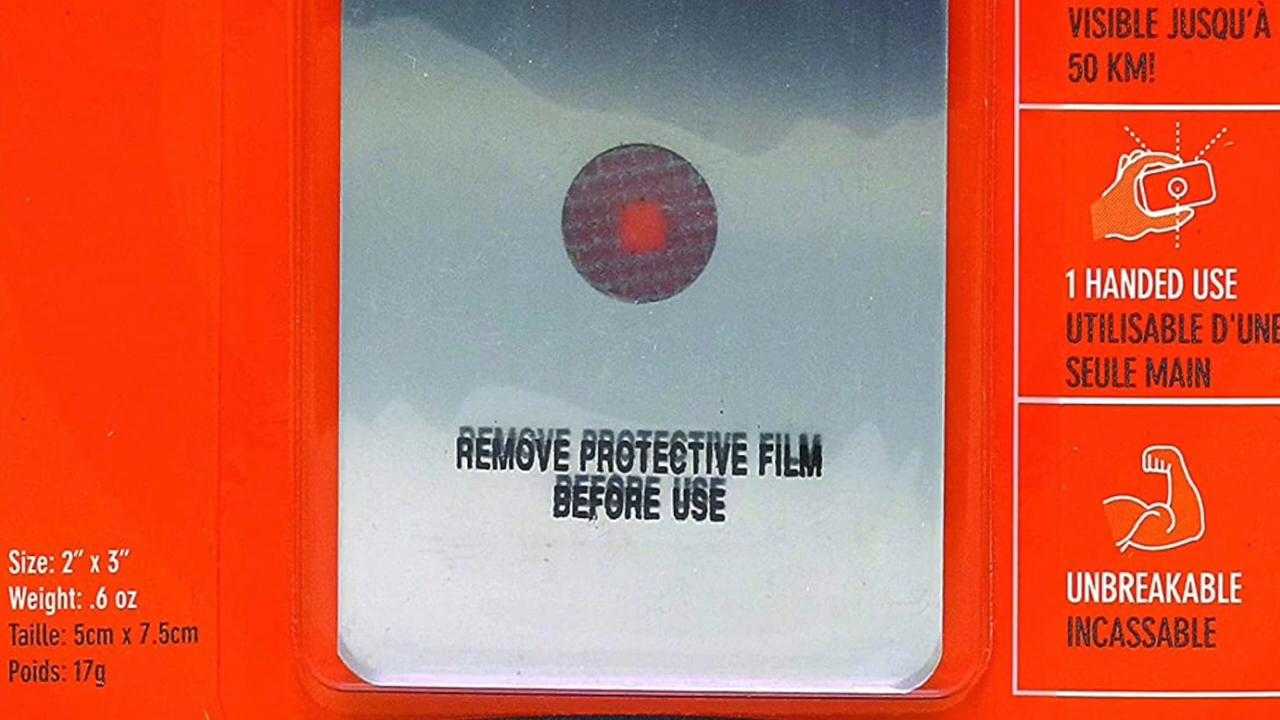 VISIBLE JUSQU'À
50 KM!
1 HANDED USE
UTILISABLE D'UNE
SEULE MAIN
REMOVE PROTECTIVE FILM
BEFORE USE
Size: 2" x 3"
Weight: .6 oz
Taille: 5cm x 7.5cm
Poids: 17g
UNBREAKABLE
INCASSABLE